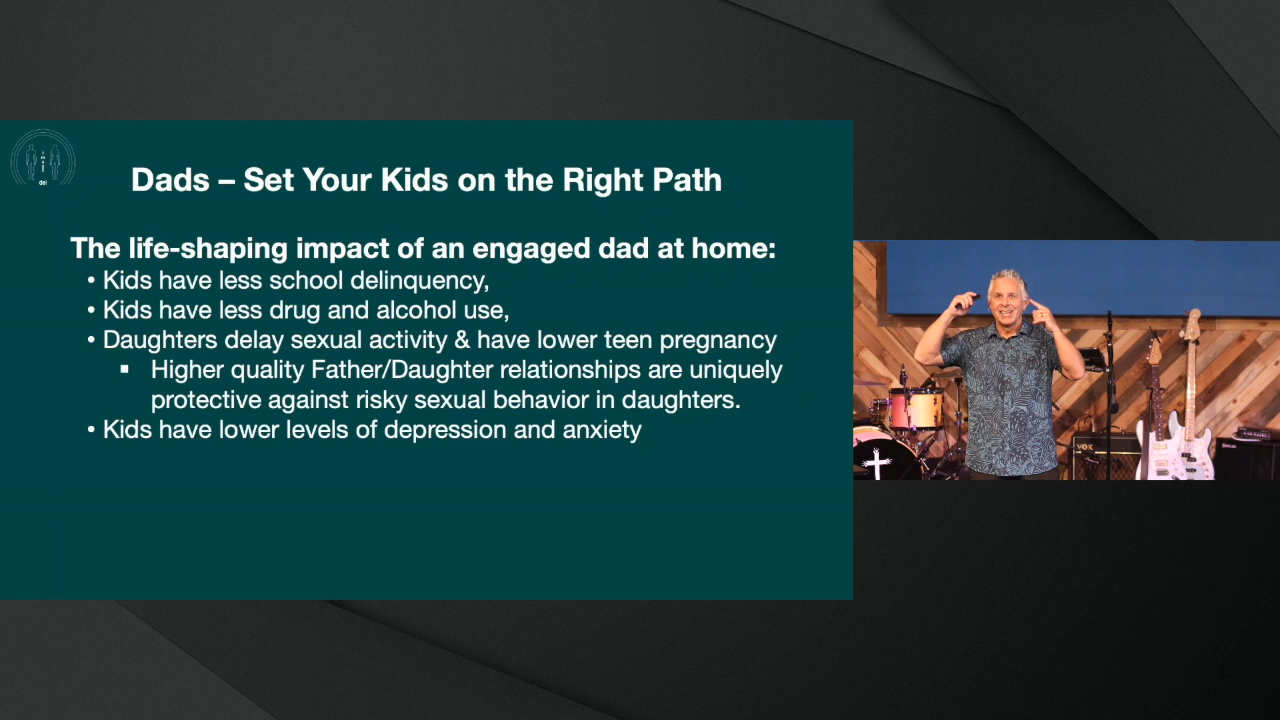 dei
Dads – Set Your Kids on the Right Path
The life-shaping impact of an engaged dad at home:
• Kids have less school delinquency,
• Kids have less drug and alcohol use,
• Daughters delay sexual activity & have lower teen pregnancy
▪ Higher quality Father/Daughter relationships are uniquely
protective against risky sexual behavior in daughters.
• Kids have lower levels of depression and anxiety
VOX